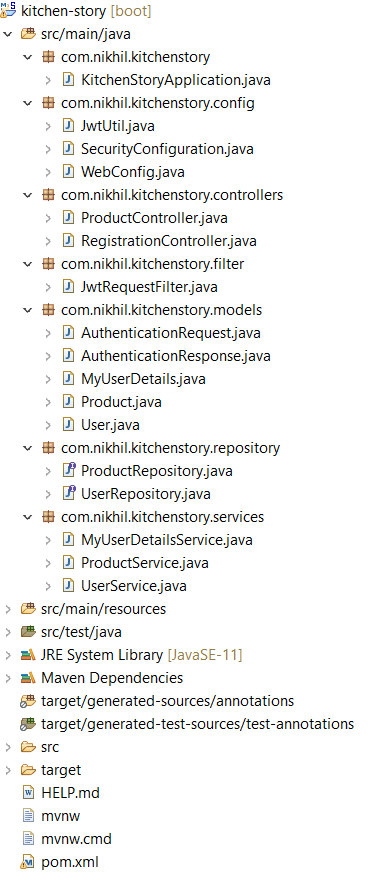 kitchen-story [boot]
src/main/java
com.nikhil.kitchenstory
KitchenStoryApplication.java
com.nikhil.kitchenstory.config
JwtUtil.java
SecurityConfiguration.java
WebConfig.java
com.nikhil.kitchenstory.controllers
ProductController.java
RegistrationController.java
com.nikhil.kitchenstory.filter
JwtRequestFilter.java
com.nikhil.kitchenstory.models
AuthenticationRequest.java
AuthenticationResponse.java
MyUserDetails.java
Product.java
User.java
com.nikhil.kitchenstory.repository
ProductRepository.java
UserRepository.java
com.nikhil.kitchenstory.services
MyUserDetailsService.java
ProductService.java
UserService.java
src/main/resources
src/test/java
JRE System Library [JavaSE-11]
Maven Dependencies
target/generated-sources/annotations
target/generated-test-sources/test-annotations
src
target
HELP.md
mvnw
mvnw.cmd
pom.xml